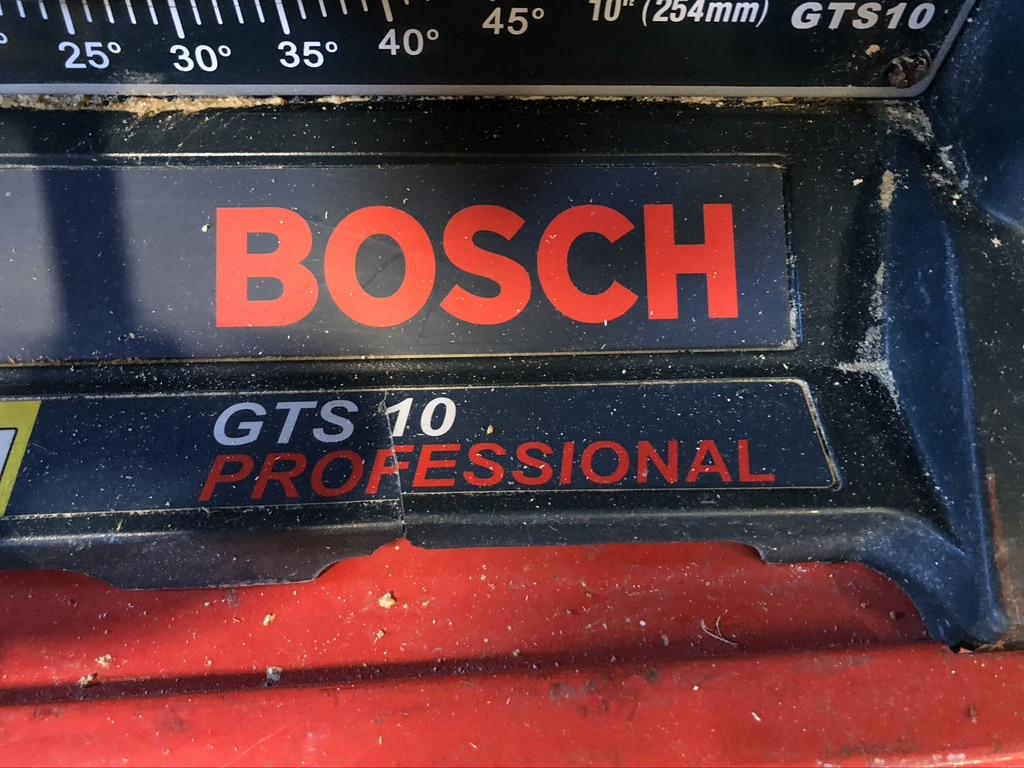 10" (254mm) GTS10
25° 30° 35° 40° 45°
BOSCH
GTS 10
PROFESSIONAL